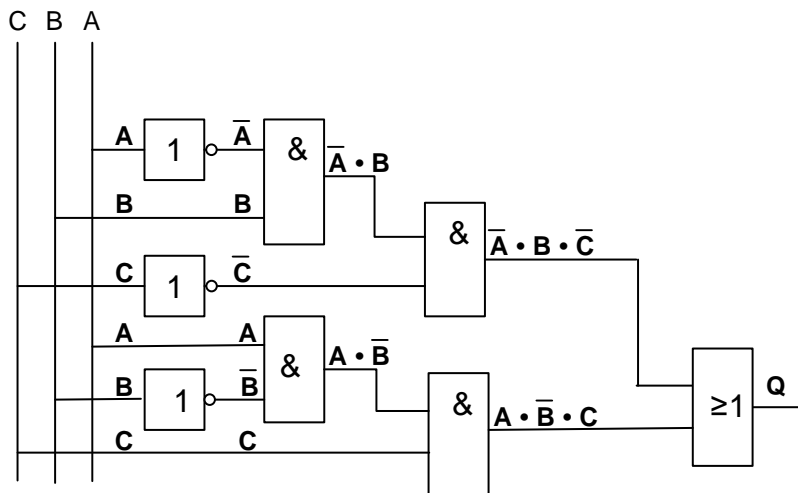 C B A
A 1 A̅ &
A̅ • B
B B
& A̅ • B • C̅
C 1 C̅
A A
& A • B̅
B 1 B̅
& A • B̅ • C
≥1 Q
C C